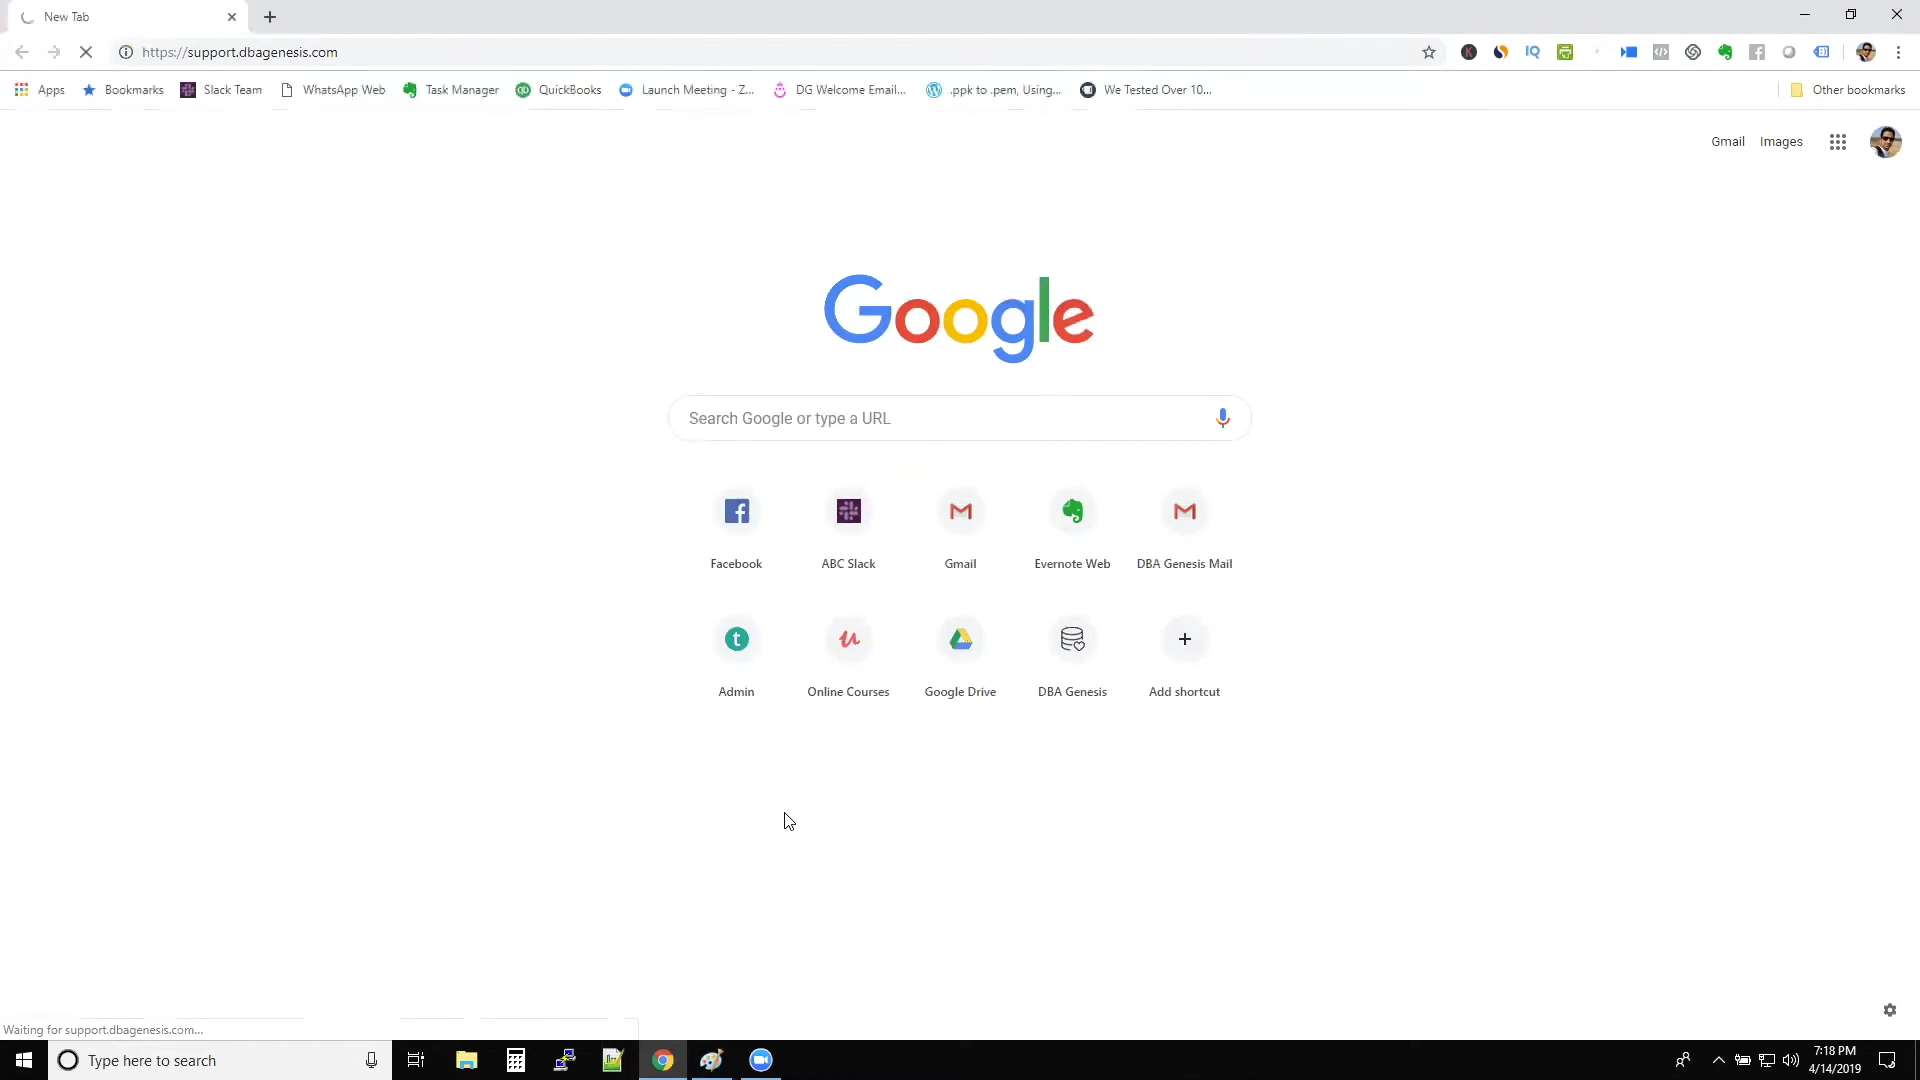 New Tab
https://support.dbagenesis.com
Apps Bookmarks Slack Team WhatsApp Web Task Manager QuickBooks Launch Meeting - Z... DG Welcome Email... .ppk to .pem, Using... We Tested Over 10... Other bookmarks
Gmail Images
Google
Search Google or type a URL
Facebook ABC Slack Gmail Evernote Web DBA Genesis Mail
Admin Online Courses Google Drive DBA Genesis Add shortcut
Waiting for support.dbagenesis.com...
Type here to search
7:18 PM
4/14/2019